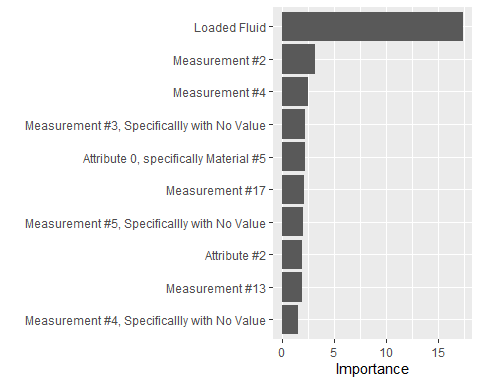 Loaded Fluid
Measurement #2
Measurement #4
Measurement #3, Specificallly with No Value
Attribute 0, specifically Material #5
Measurement #17
Measurement #5, Specificallly with No Value
Attribute #2
Measurement #13
Measurement #4, Specificallly with No Value
0 5 10 15
Importance